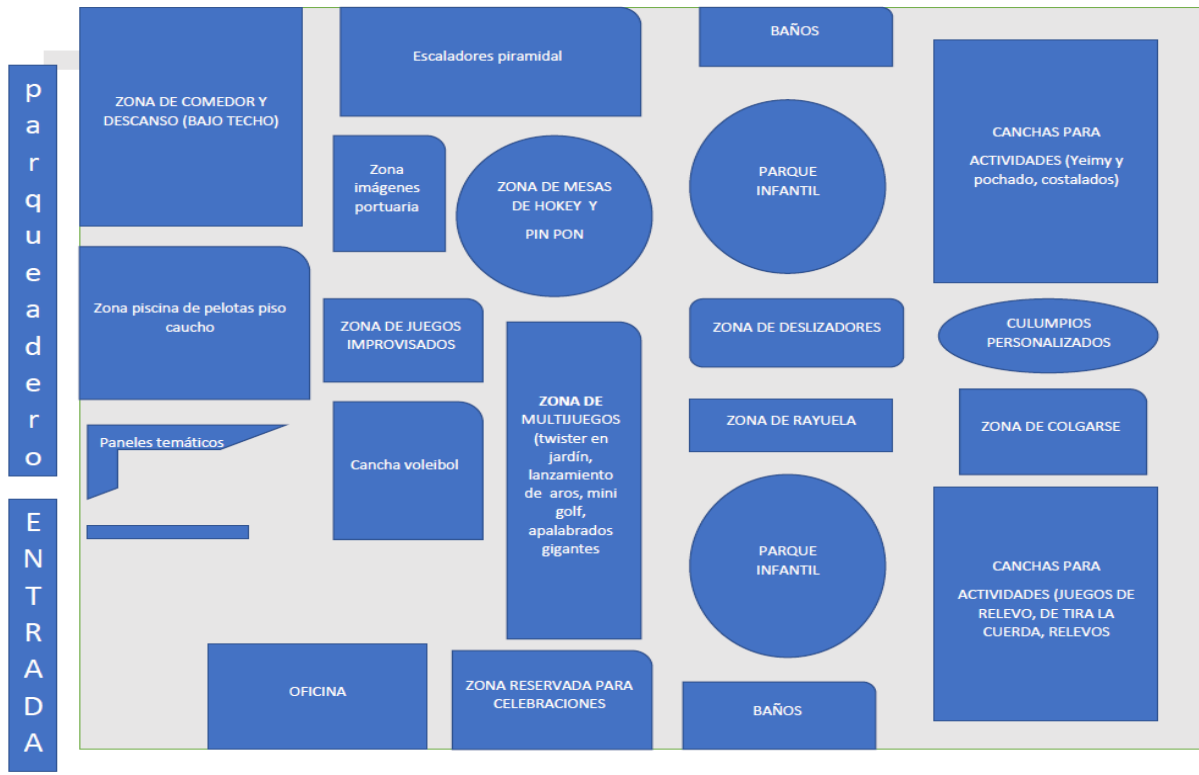 parqueadero
ENTRADA
ZONA DE COMEDOR Y
DESCANSO (BAJO TECHO)
Escaladores piramidal
BAÑOS
CANCHAS PARA
ACTIVIDADES (Yeimy y
pochado, costalados)
Zona
imágenes
portuaria
ZONA DE MESAS
DE HOKEY Y
PIN PON
PARQUE
INFANTIL
Zona piscina de pelotas piso
caucho
ZONA DE JUEGOS
IMPROVISADOS
ZONA DE DESLIZADORES
CULUMPIOS
PERSONALIZADOS
ZONA DE
MULTIJUEGOS
(twister en
jardín,
lanzamiento
de aros, mini
golf,
apalabrados
gigantes
ZONA DE RAYUELA
ZONA DE COLGARSE
Paneles temáticos
Cancha voleibol
PARQUE
INFANTIL
CANCHAS PARA
ACTIVIDADES (JUEGOS DE
RELEVO, DE TIRA LA
CUERDA, RELEVOS
OFICINA
ZONA RESERVADA PARA
CELEBRACIONES
BAÑOS